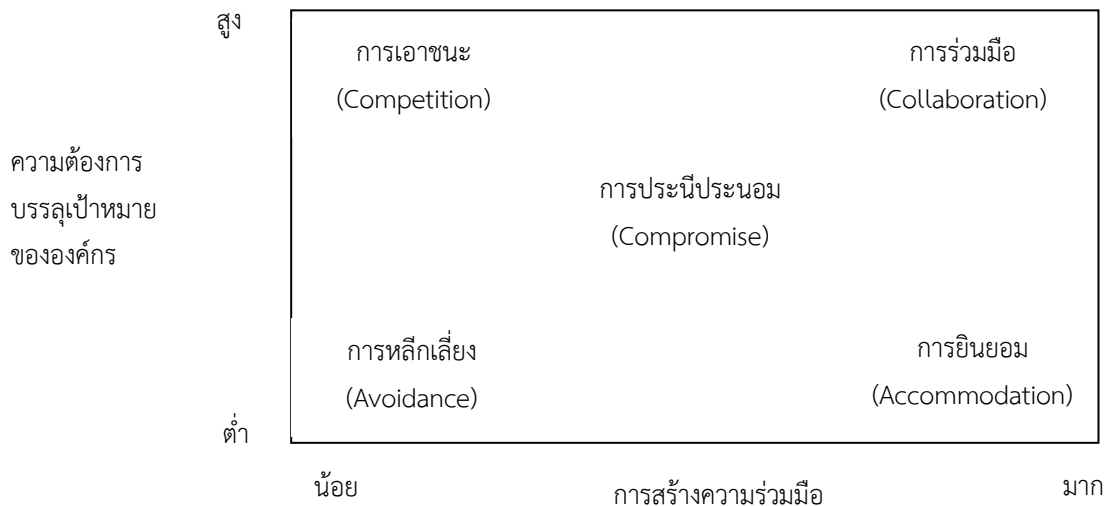 สูง
การเอาชนะ
(Competition)
การร่วมมือ
(Collaboration)
ความต้องการ
บรรลุเป้าหมาย
ขององค์กร
การประนีประนอม
(Compromise)
การหลีกเลี่ยง
(Avoidance)
การยินยอม
(Accommodation)
ต่ำ
น้อย
การสร้างความร่วมมือ
มาก